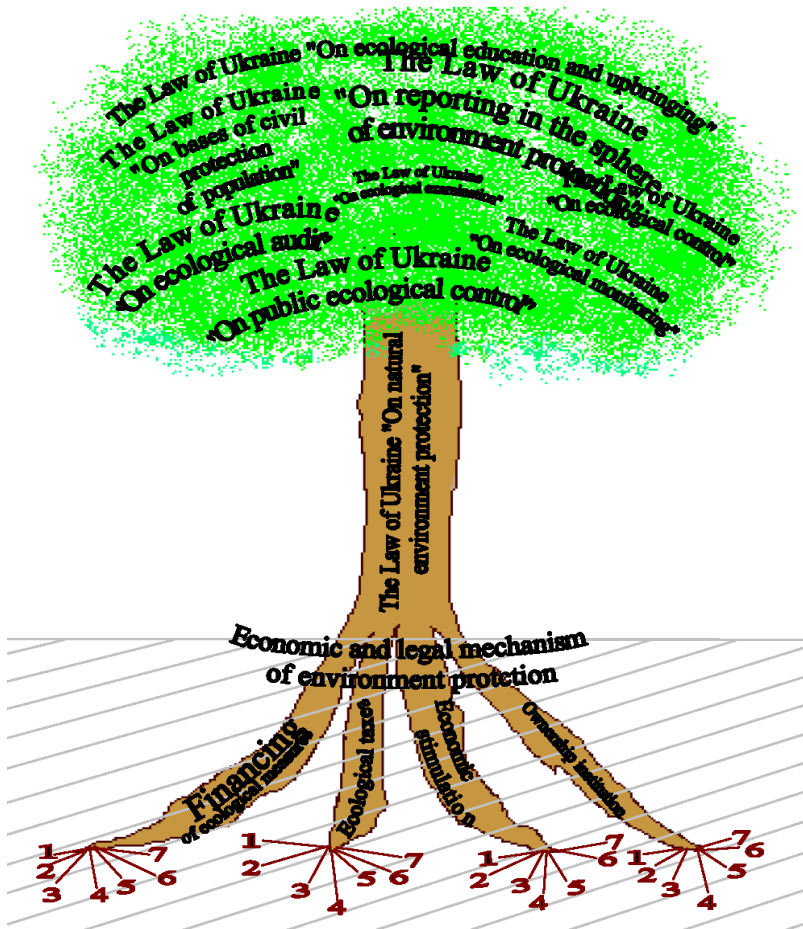 The Law of Ukraine "On ecological education and upbringing"
The Law of Ukraine
"On reporting in the sphere
of environment protection"
The Law of Ukraine
"On bases of civil
protection
of population"
The Law of Ukraine
"On ecological examination"
The Law of Ukraine
"On ecological control"
The Law of Ukraine
"On ecological audit"
The Law of Ukraine
"On ecological monitoring"
The Law of Ukraine
"On public ecological control"
The Law of Ukraine "On natural
environment protection"
Economic and legal mechanism
of environment protction
Financing
of ecological measures
Ecological taxes
Economic
stimulation
Ownership institution
1 2 3 4 5 6 7
1 2 3 4 5 6 7
1 2 3 4 5 6 7
1 2 3 4 5 6 7